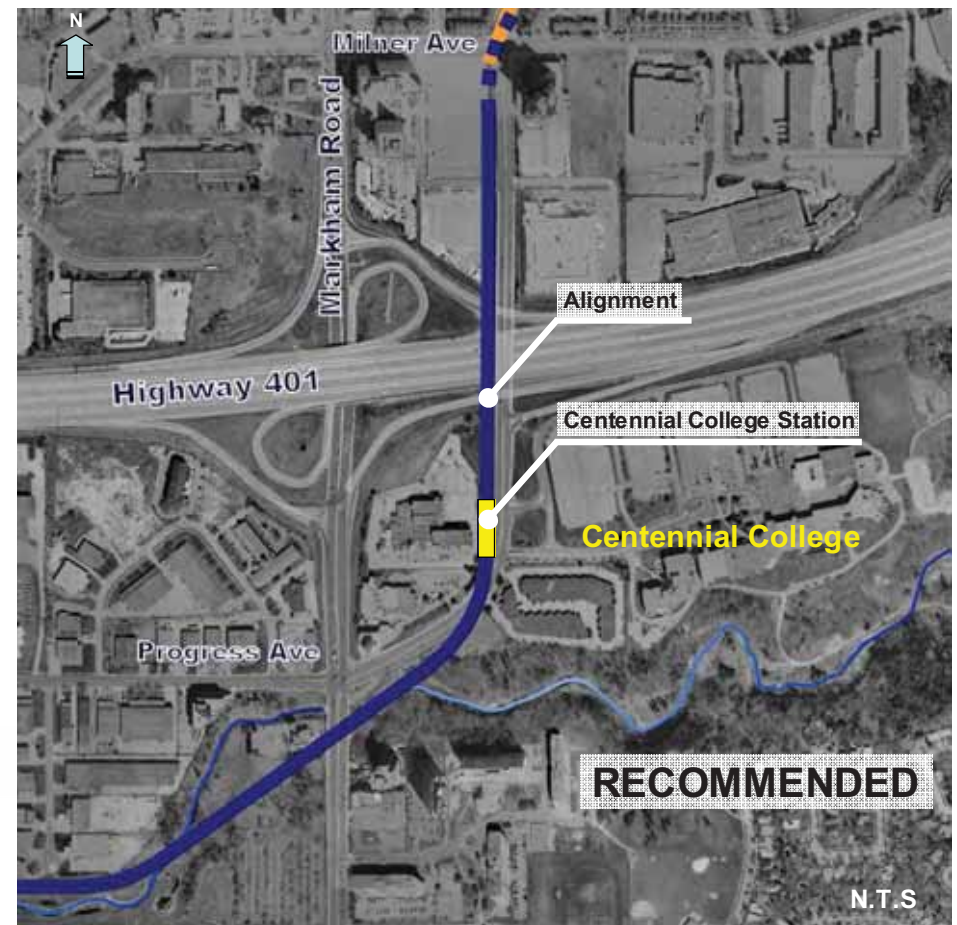 N
Milner Ave
Markham Road
Alignment
Highway 401
Centennial College Station
Centennial College
Progress Ave
RECOMMENDED
N.T.S